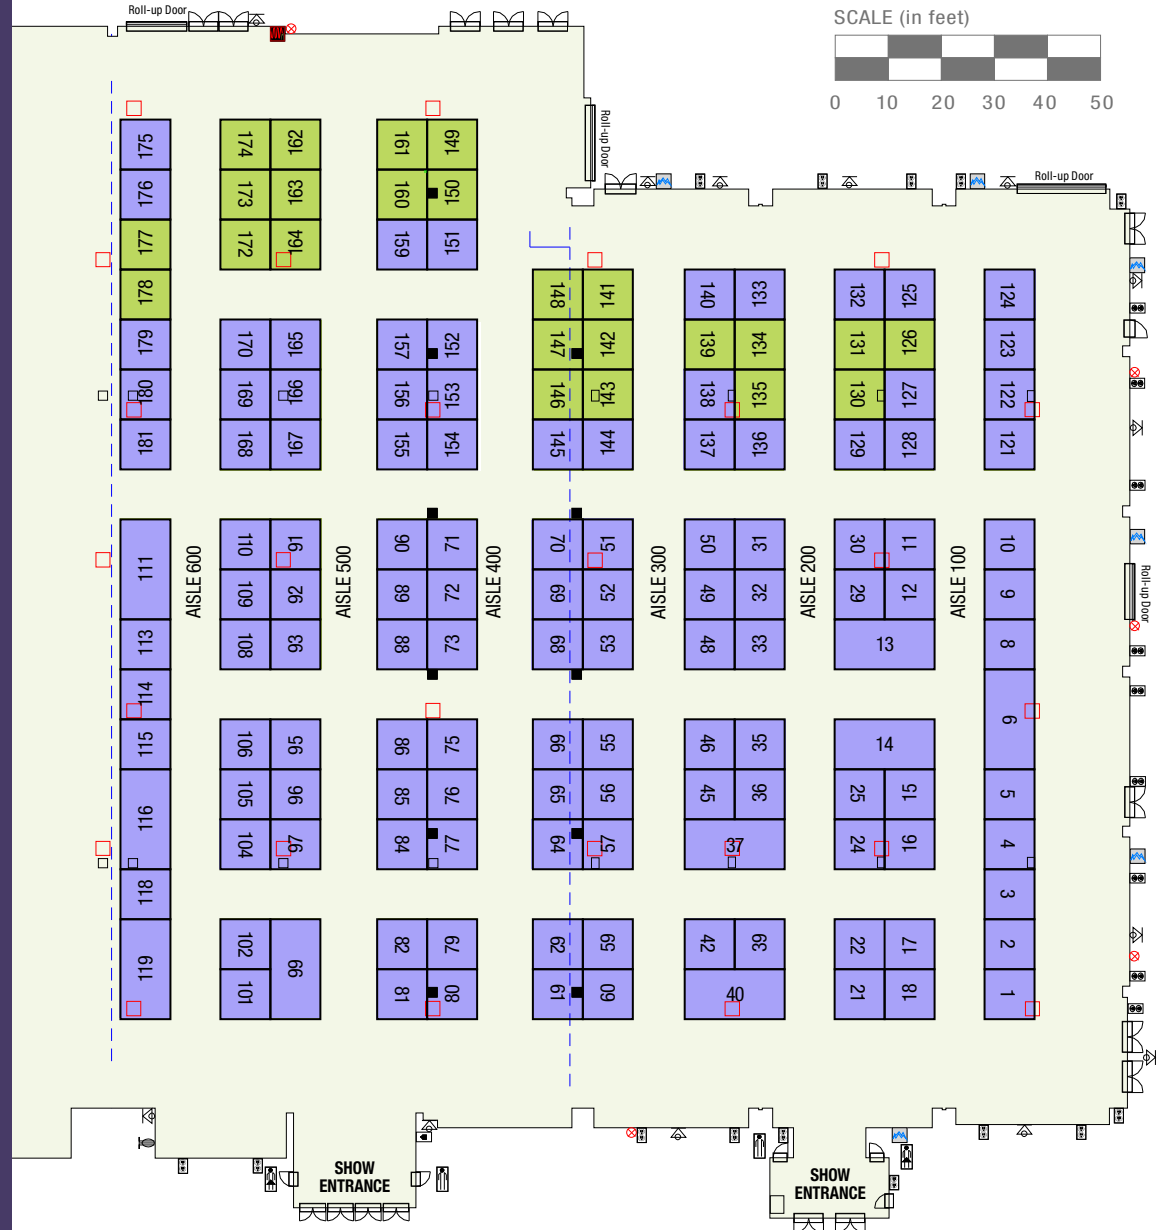 Roll-up Door
SCALE (in feet)
0 10 20 30 40 50
Roll-up Door
Roll-up Door
175 174 162 161 149
176 173 163 160 150
177 172 164 159 151
178 148 141 140 133 132 125 124
179 170 165 157 152 147 142 139 134 131 126 123
180 169 166 156 153 146 143 138 135 130 127 122
181 168 167 155 154 145 144 137 136 129 128 121
111 110 91 90 71 70 51 50 31 30 11 10
AISLE 600 AISLE 500 AISLE 400 AISLE 300 AISLE 200 AISLE 100
109 92 89 72 69 52 49 32 29 12 9
Roll-up Door
113 108 93 88 73 68 53 48 33 13 8
114 6
115 106 95 86 75 66 55 46 35 14
116 105 96 85 76 65 56 45 36 25 15 5
104 97 84 77 64 57 37 24 16 4
118 3
119 102 99 82 79 62 59 42 39 22 17 2
101 81 80 61 60 40 21 18 1
SHOW
ENTRANCE
SHOW
ENTRANCE